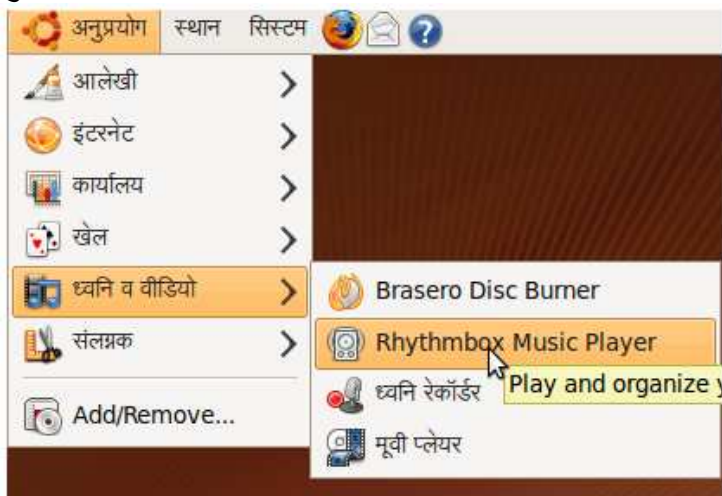 अनुप्रयोग स्थान सिस्टम
आलेखी
इंटरनेट
कार्यालय
खेल
ध्वनि व वीडियो
संलग्नक
Add/Remove...
Brasero Disc Burner
Rhythmbox Music Player
ध्वनि रेकॉर्डर
मूवी प्लेयर
Play and organize